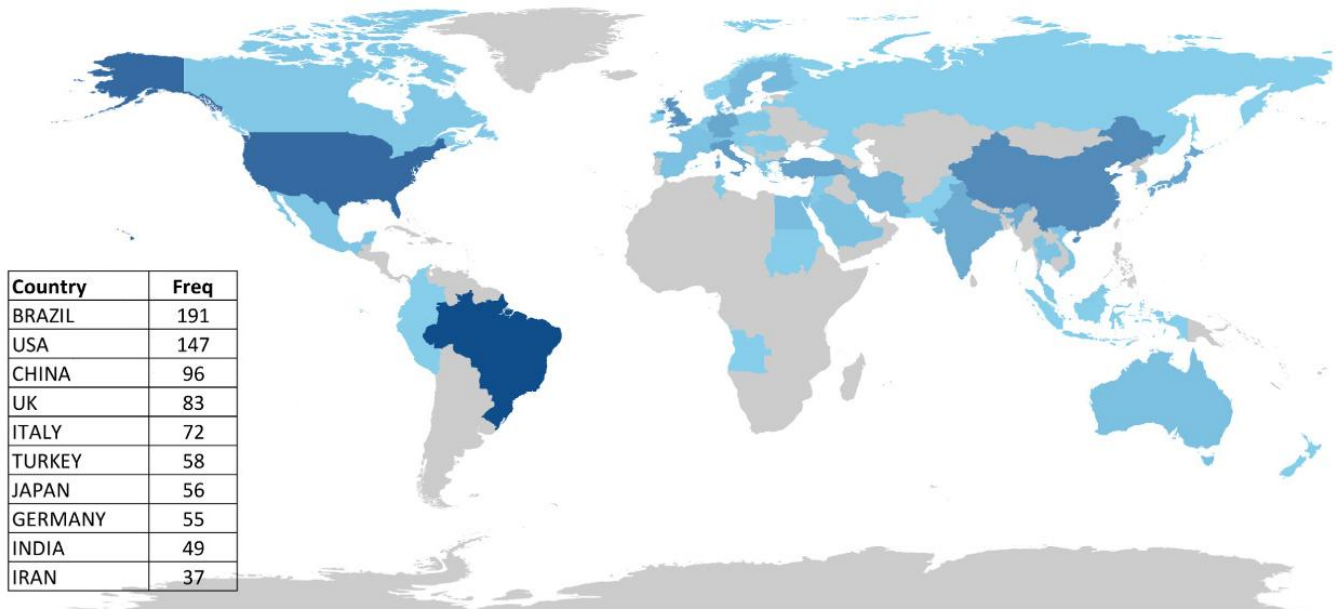 Country Freq
BRAZIL 191
USA 147
CHINA 96
UK 83
ITALY 72
TURKEY 58
JAPAN 56
GERMANY 55
INDIA 49
IRAN 37